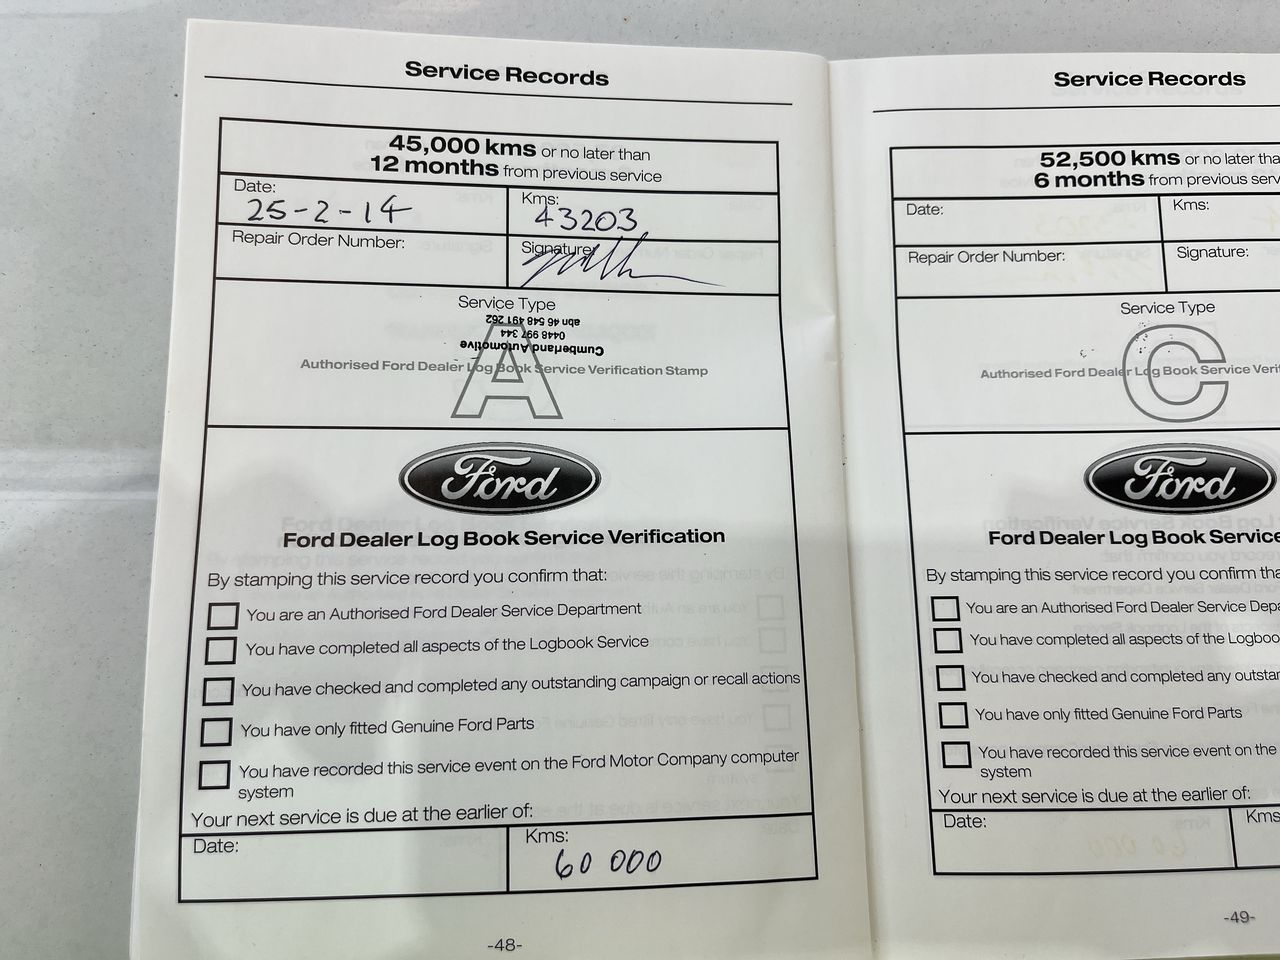 Service Records
45,000 kms or no later than
12 months from previous service
Date:
25-2-14
Kms:
43203
Repair Order Number:
Signature:
Service Type
abn 46 548 491 262
0448 997 344
Cumberland Automotive
A
Authorised Ford Dealer Log Book Service Verification Stamp
Ford
Ford Dealer Log Book Service Verification
By stamping this service record you confirm that:
You are an Authorised Ford Dealer Service Department
You have completed all aspects of the Logbook Service
You have checked and completed any outstanding campaign or recall actions
You have only fitted Genuine Ford Parts
You have recorded this service event on the Ford Motor Company computer
system
Your next service is due at the earlier of:
Date:
Kms:
60 000
-48-
Service Records
52,500 kms or no later tha
6 months from previous serv
Date:
Kms:
Repair Order Number:
Signature:
Service Type
C
Authorised Ford Dealer Log Book Service Verif
Ford
Ford Dealer Log Book Service
By stamping this service record you confirm tha
You are an Authorised Ford Dealer Service Depa
You have completed all aspects of the Logboo
You have checked and completed any outstan
You have only fitted Genuine Ford Parts
You have recorded this service event on the
system
Your next service is due at the earlier of:
Date:
Kms
-49-